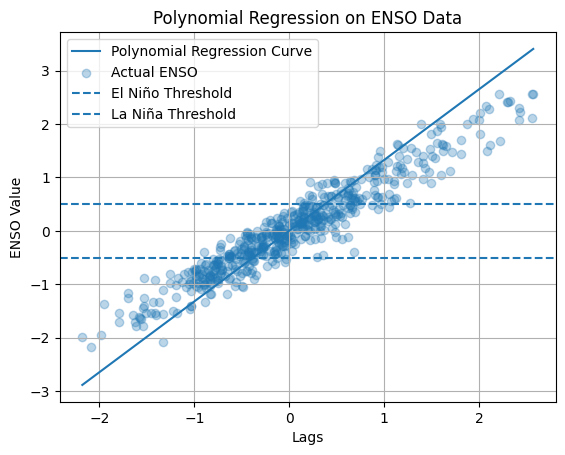 Polynomial Regression on ENSO Data
Polynomial Regression Curve
Actual ENSO
El Niño Threshold
La Niña Threshold
ENSO Value
3
2
1
0
−1
−2
−3
−2
−1
0
1
2
Lags